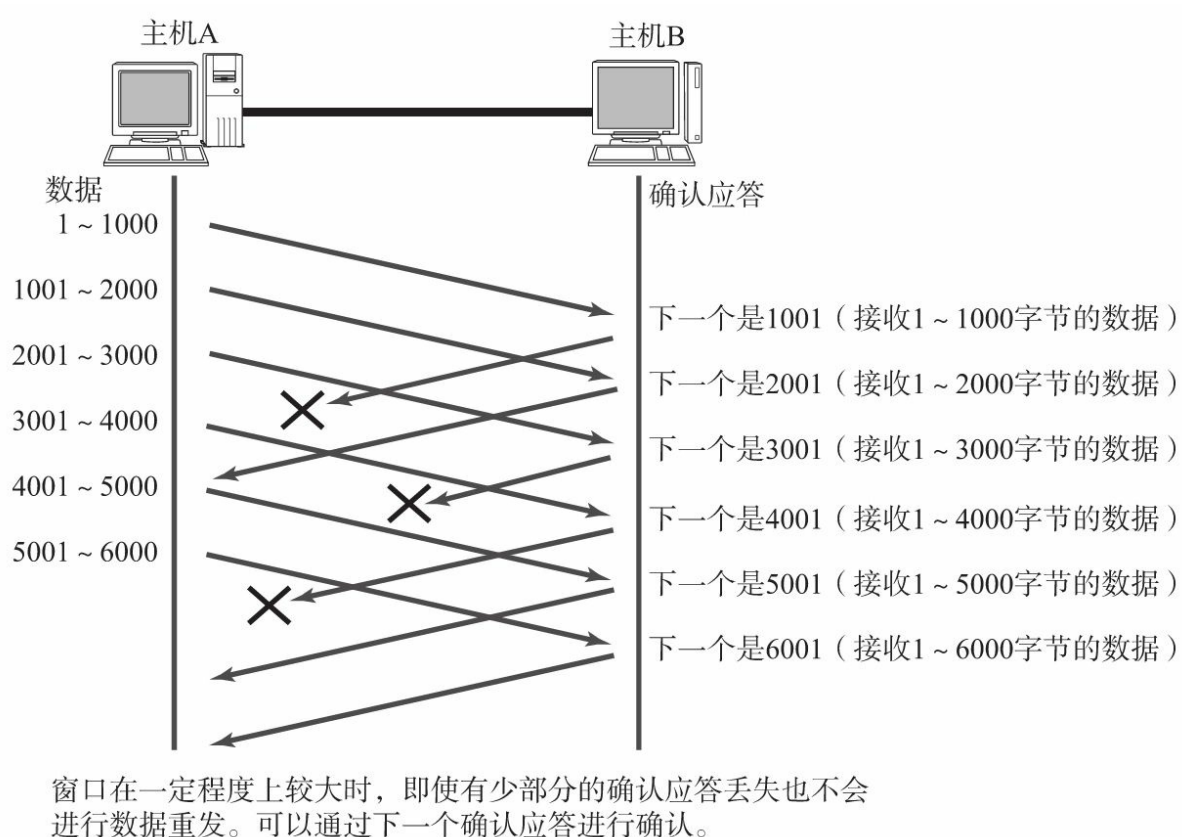 主机A
主机B
数据
确认应答
1~1000
1001~2000
2001~3000
3001~4000
4001~5000
5001~6000
下一个是1001（接收1~1000字节的数据）
下一个是2001（接收1~2000字节的数据）
下一个是3001（接收1~3000字节的数据）
下一个是4001（接收1~4000字节的数据）
下一个是5001（接收1~5000字节的数据）
下一个是6001（接收1~6000字节的数据）
窗口在一定程度上较大时，即使有少部分的确认应答丢失也不会
进行数据重发。可以通过下一个确认应答进行确认。